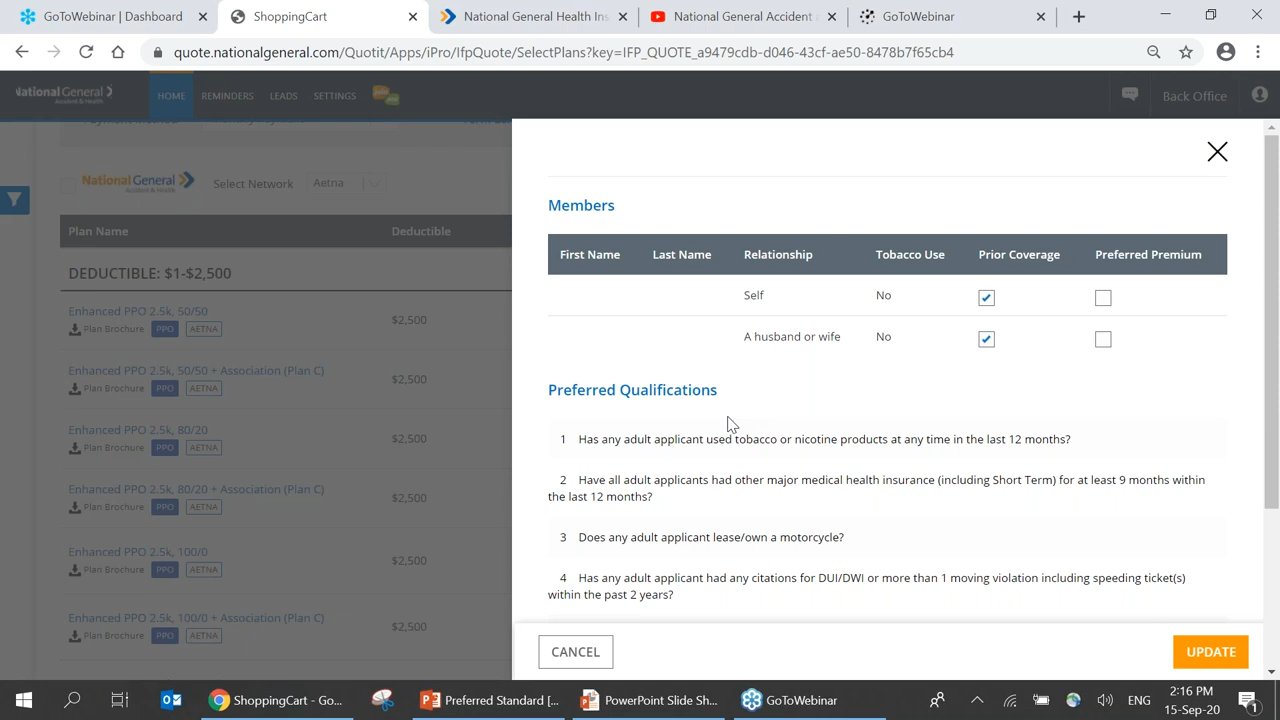 GoToWebinar | Dashboard
ShoppingCart
National General Health Ins
National General Accident A
GoToWebinar
quote.nationalgeneral.com/Quotit/Apps/iPro/IfpQuote/SelectPlans?key=IFP_QUOTE_a9479cdb-d046-43cf-ae50-8478b7f65cb4
National General
Accident & Health
HOME
REMINDERS
LEADS
SETTINGS
Back Office
National General
Accident & Health
Select Network
Aetna
Plan Name
Deductible
DEDUCTIBLE: $1-$2,500
Enhanced PPO 2.5k, 50/50
Plan Brochure PPO AETNA
$2,500
Enhanced PPO 2.5k, 50/50 + Association (Plan C)
Plan Brochure PPO AETNA
$2,500
Enhanced PPO 2.5k, 80/20
Plan Brochure PPO AETNA
$2,500
Enhanced PPO 2.5k, 80/20 + Association (Plan C)
Plan Brochure PPO AETNA
$2,500
Enhanced PPO 2.5k, 100/0
Plan Brochure PPO AETNA
$2,500
Enhanced PPO 2.5k, 100/0 + Association (Plan C)
Plan Brochure PPO AETNA
$2,500
Members
First Name Last Name Relationship Tobacco Use Prior Coverage Preferred Premium
Self No
A husband or wife No
Preferred Qualifications
1 Has any adult applicant used tobacco or nicotine products at any time in the last 12 months?
2 Have all adult applicants had other major medical health insurance (including Short Term) for at least 9 months within
the last 12 months?
3 Does any adult applicant lease/own a motorcycle?
4 Has any adult applicant had any citations for DUI/DWI or more than 1 moving violation including speeding ticket(s)
within the past 2 years?
CANCEL
UPDATE
ShoppingCart - Go...
Preferred Standard [...
PowerPoint Slide Sh...
GoToWebinar
ENG
2:16 PM
15-Sep-20
1